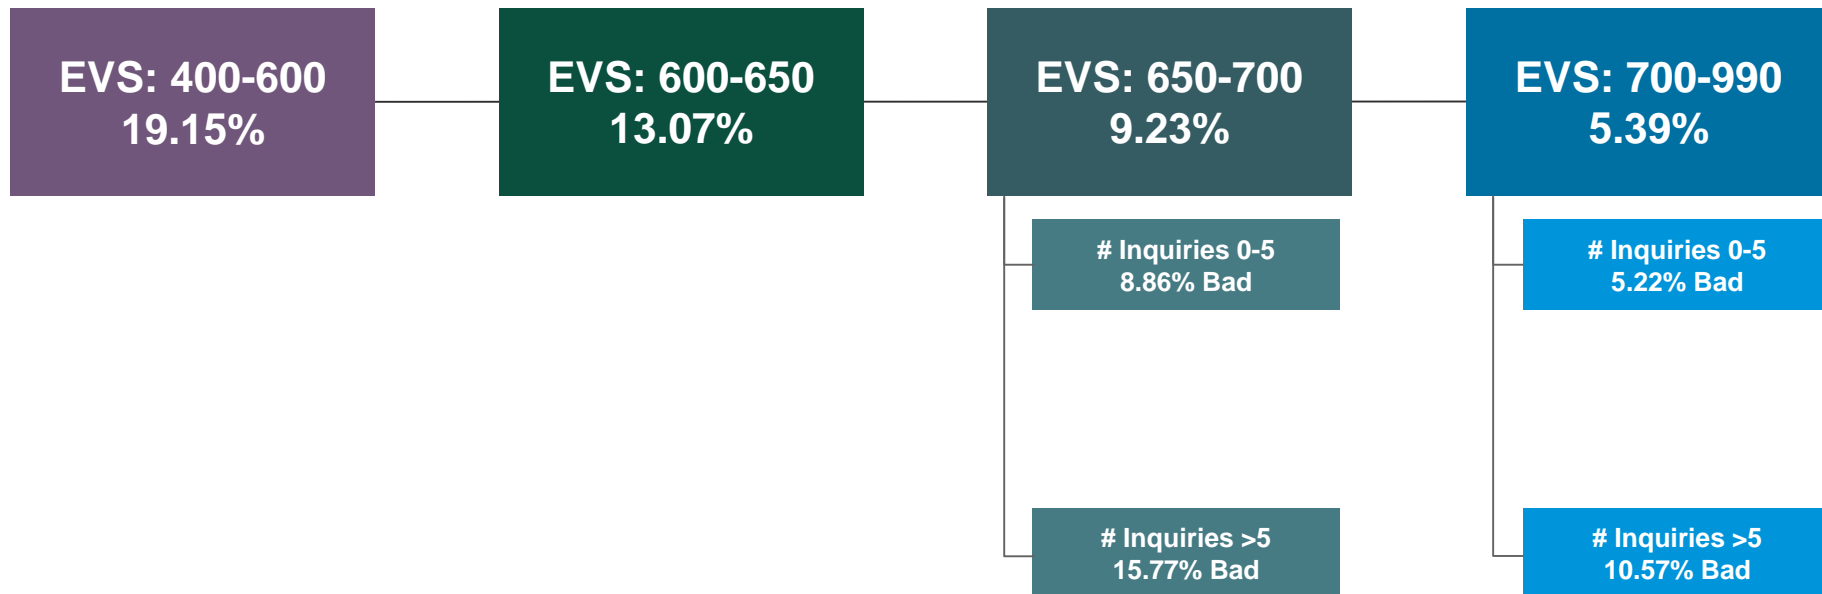 EVS: 400-600
19.15%
EVS: 600-650
13.07%
EVS: 650-700
9.23%
EVS: 700-990
5.39%
# Inquiries 0-5
8.86% Bad
# Inquiries 0-5
5.22% Bad
# Inquiries >5
15.77% Bad
# Inquiries >5
10.57% Bad